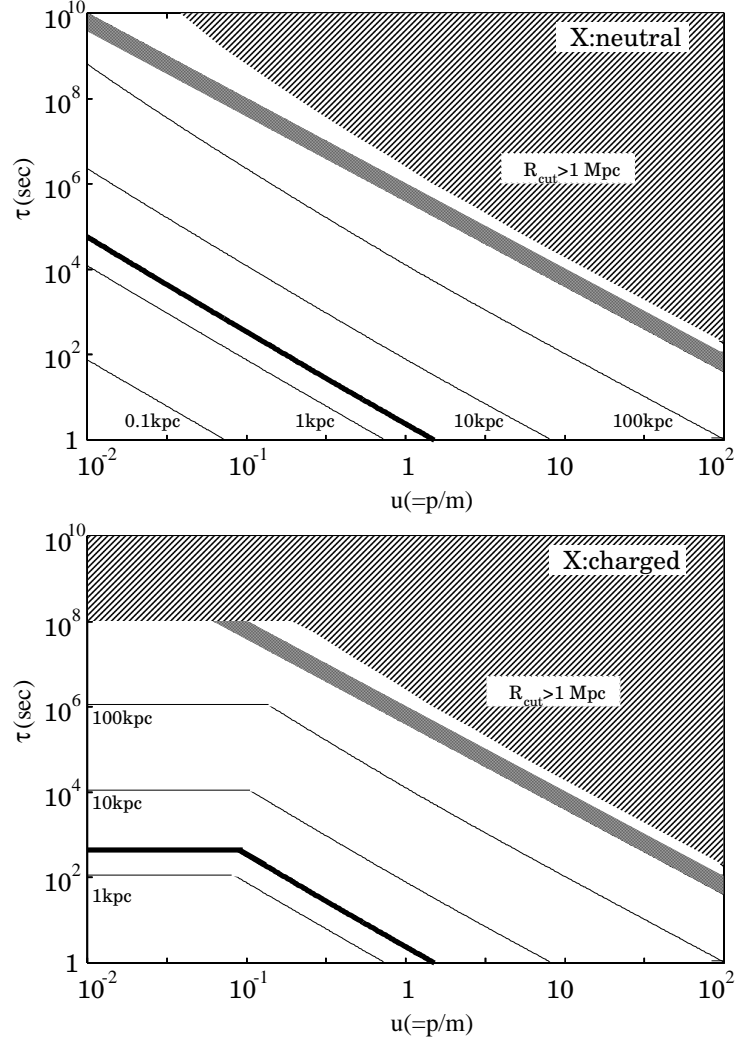 X:neutral
R_cut>1 Mpc
τ(sec)
10^10
10^8
10^6
10^4
10^2
1
0.1kpc 1kpc 10kpc 100kpc
10^-2 10^-1 1 10 10^2
u(=p/m)
X:charged
R_cut>1 Mpc
τ(sec)
10^10
10^8
10^6
10^4
10^2
1
100kpc
10kpc
1kpc
10^-2 10^-1 1 10 10^2
u(=p/m)